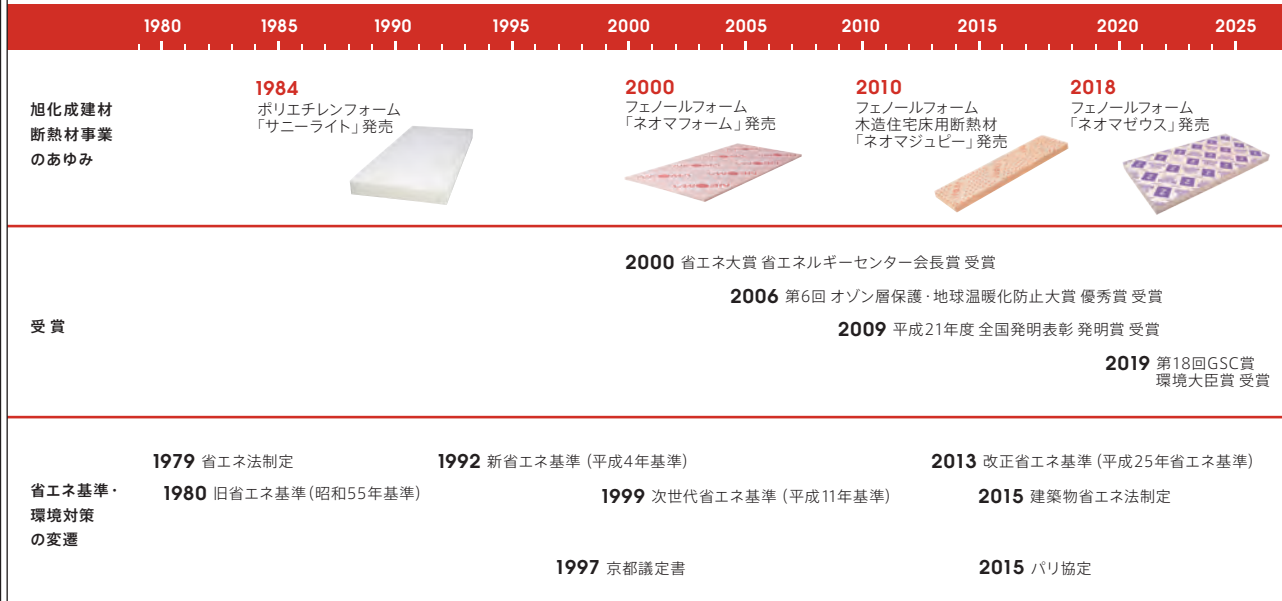 1980 1985 1990 1995 2000 2005 2010 2015 2020 2025
旭化成建材
断熱材事業
のあゆみ
1984
ポリエチレンフォーム
「サニーライト」発売
2000
フェノールフォーム
「ネオマフォーム」発売
2010
フェノールフォーム
木造住宅床用断熱材
「ネオマジュピー」発売
2018
フェノールフォーム
「ネオマゼウス」発売
受賞
2000 省エネ大賞 省エネルギーセンター会長賞 受賞
2006 第6回 オゾン層保護・地球温暖化防止大賞 優秀賞 受賞
2009 平成21年度 全国発明表彰 発明賞 受賞
2019 第18回GSC賞
環境大臣賞 受賞
省エネ基準・
環境対策
の変遷
1979 省エネ法制定
1992 新省エネ基準 (平成4年基準)
2013 改正省エネ基準 (平成25年省エネ基準)
1980 旧省エネ基準(昭和55年基準)
1999 次世代省エネ基準 (平成11年基準)
2015 建築物省エネ法制定
1997 京都議定書
2015 パリ協定